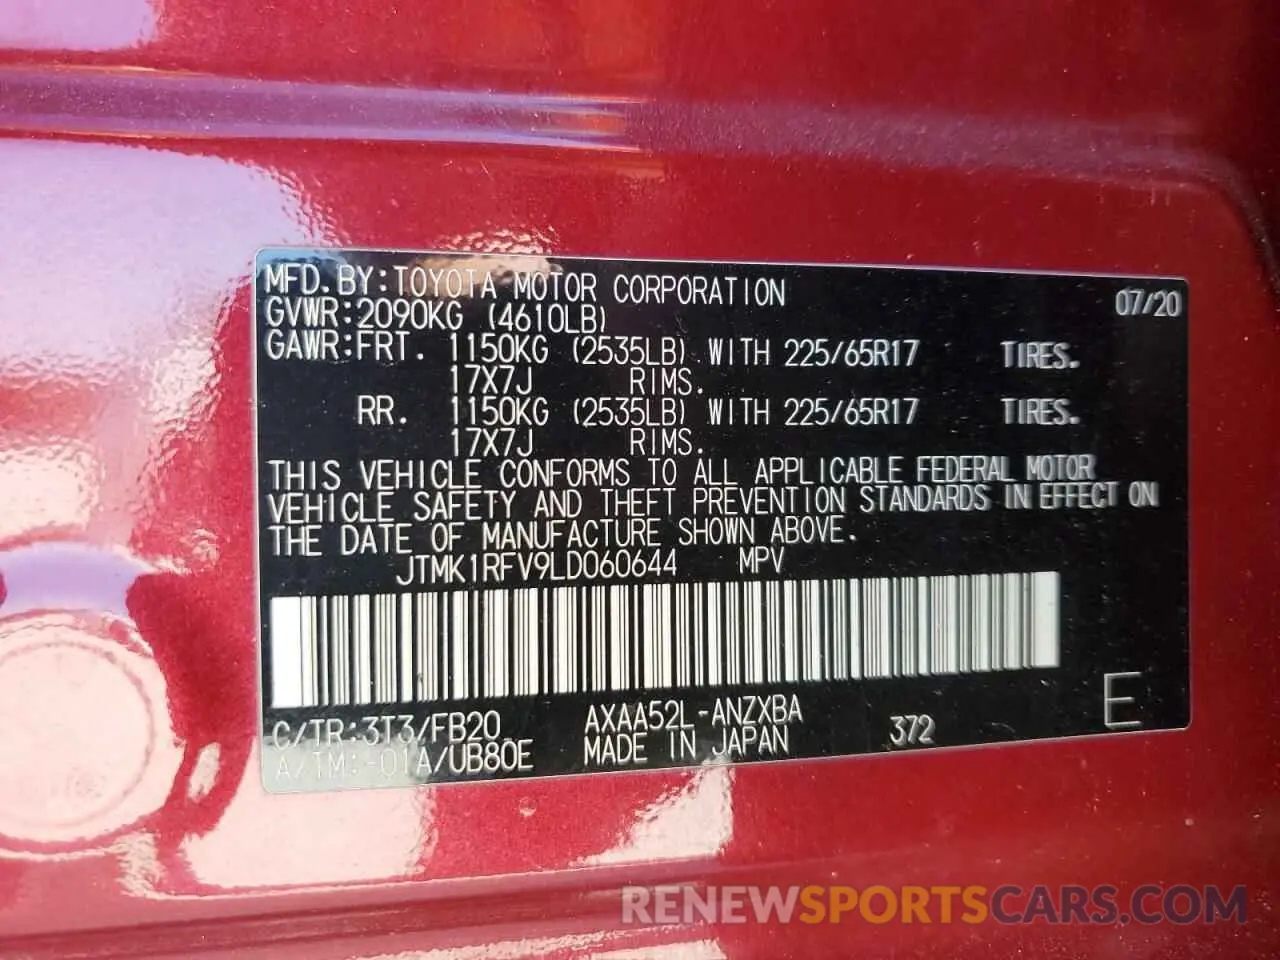 MFD. BY:TOYOTA MOTOR CORPORATION 07/20
GVWR:2090KG (4610LB)
GAWR:FRT. 1150KG (2535LB) WITH 225/65R17 TIRES.
17X7J RIMS.
RR. 1150KG (2535LB) WITH 225/65R17 TIRES.
17X7J RIMS.
THIS VEHICLE CONFORMS TO ALL APPLICABLE FEDERAL MOTOR
VEHICLE SAFETY AND THEFT PREVENTION STANDARDS IN EFFECT ON
THE DATE OF MANUFACTURE SHOWN ABOVE.
JTMK1RFV9LD060644 MPV
C/TR:3T3/FB20 AXAA52L-ANZXBA
A/TM:-01A/UB80E MADE IN JAPAN 372 E
RENEWSPORTSCARS.COM